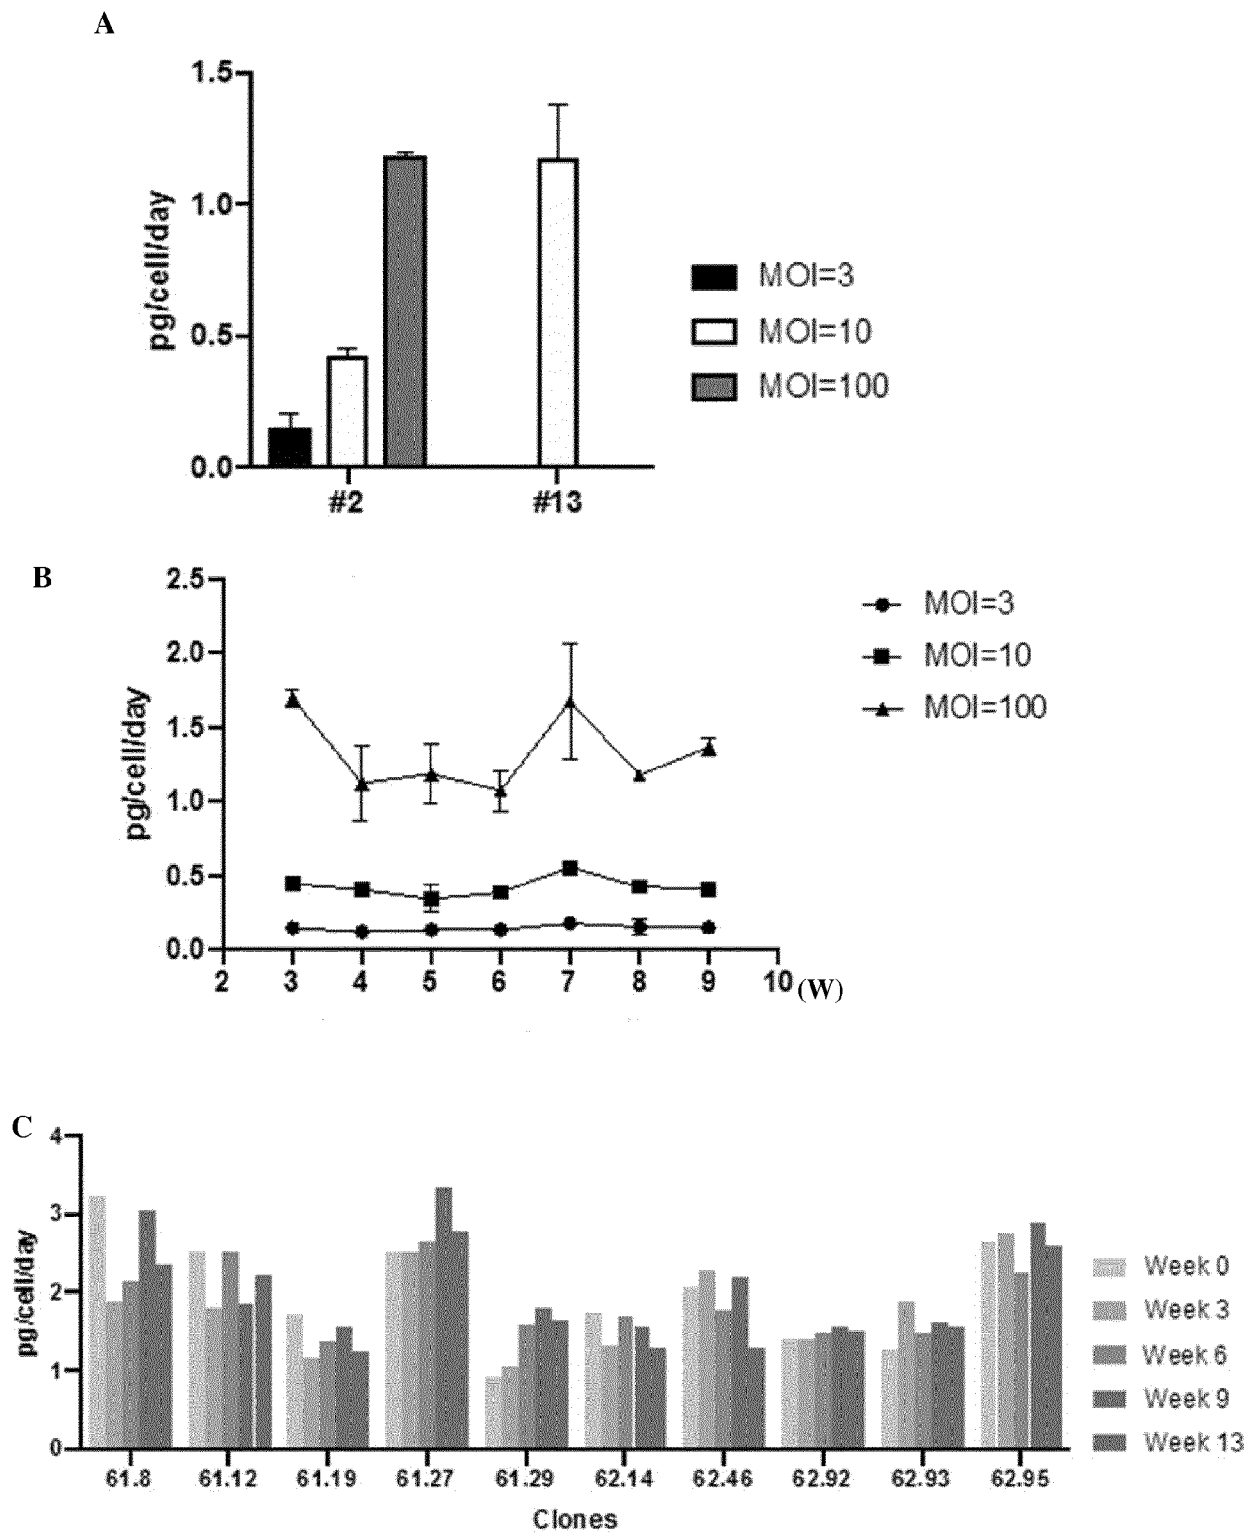 A
1.5
1.0
0.5
0.0
pg/cell/day
#2 #13
MOI=3
MOI=10
MOI=100
B
2.5
2.0
1.5
1.0
0.5
0.0
pg/cell/day
2 3 4 5 6 7 8 9 10 (W)
MOI=3
MOI=10
MOI=100
C
4
3
2
1
0
pg/cell/day
61.8 61.12 61.19 61.27 61.29 62.14 62.46 62.92 62.93 62.95
Clones
Week 0
Week 3
Week 6
Week 9
Week 13